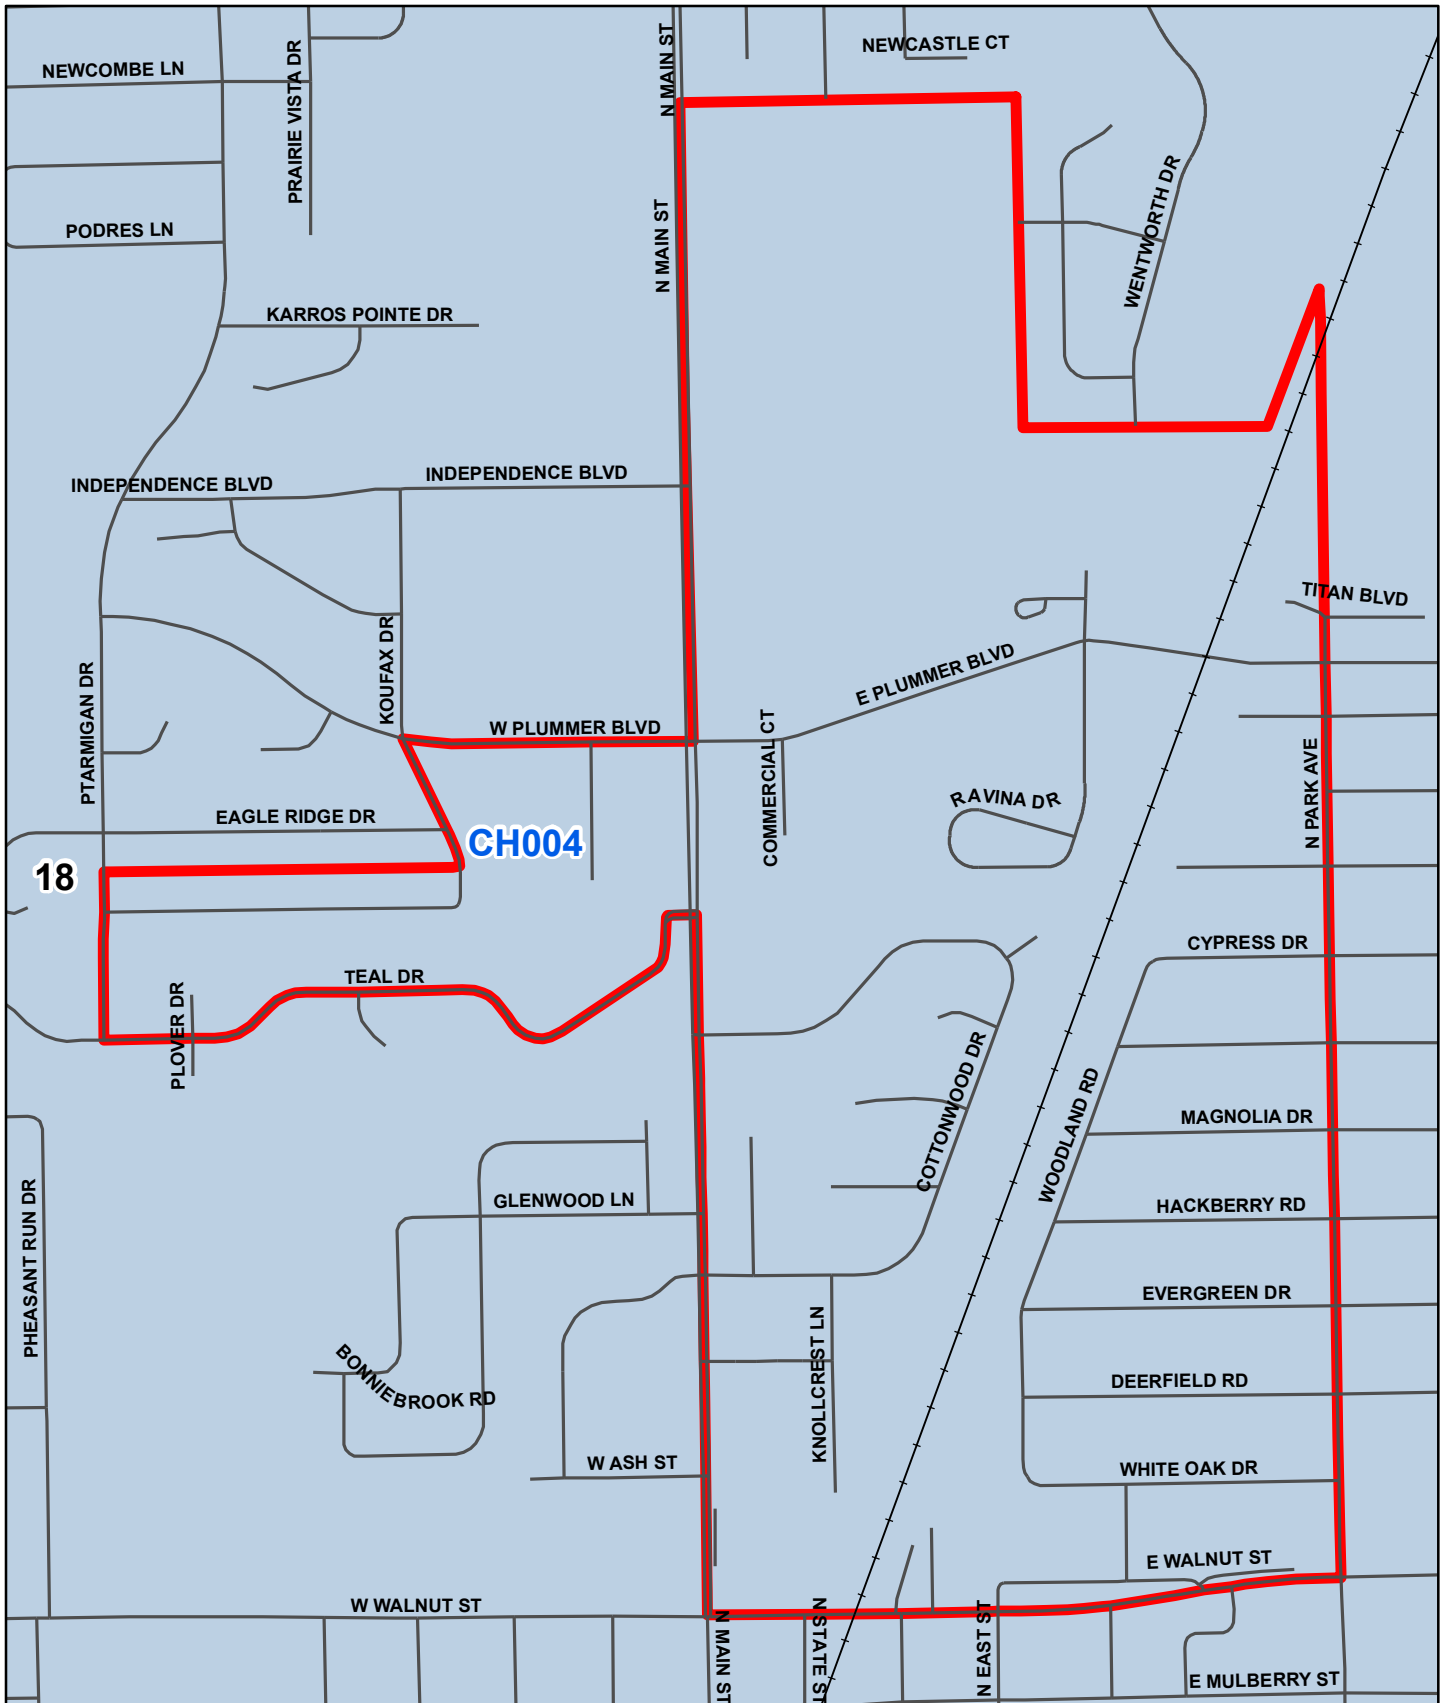 NEWCASTLE CT
NEWCOMBE LN
PRAIRIE VISTA DR
N MAIN ST
PODRES LN
N MAIN ST
WENTWORTH DR
KARROS POINTE DR
INDEPENDENCE BLVD
INDEPENDENCE BLVD
TITAN BLVD
KOUFAX DR
PTARMIGAN DR
E PLUMMER BLVD
W PLUMMER BLVD
COMMERCIAL CT
N PARK AVE
RAVINA DR
EAGLE RIDGE DR
CH004
18
CYPRESS DR
TEAL DR
PLOVER DR
COTTONWOOD DR
WOODLAND RD
MAGNOLIA DR
GLENWOOD LN
HACKBERRY RD
PHEASANT RUN DR
EVERGREEN DR
KNOLLCREST LN
BONNIEBROOK RD
DEERFIELD RD
W ASH ST
WHITE OAK DR
E WALNUT ST
W WALNUT ST
N MAIN ST
N STATE ST
N EAST ST
E MULBERRY ST